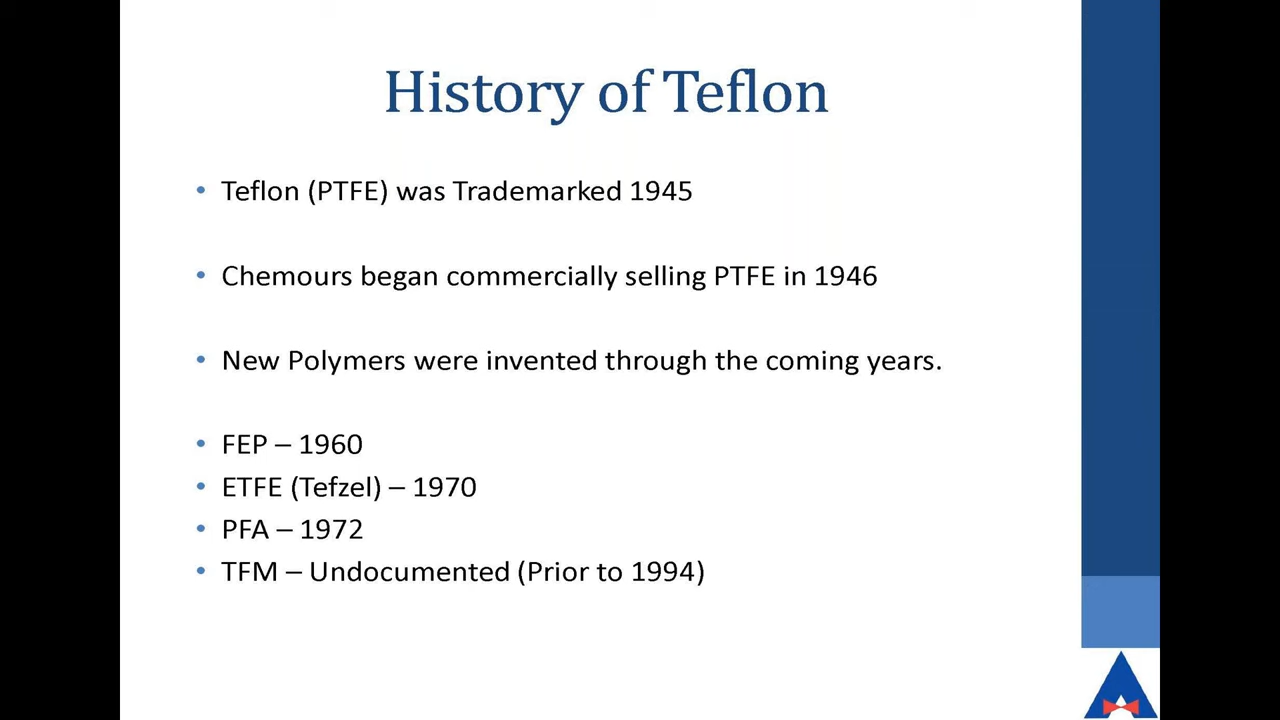 History of Teflon
• Teflon (PTFE) was Trademarked 1945
• Chemours began commercially selling PTFE in 1946
• New Polymers were invented through the coming years.
• FEP – 1960
• ETFE (Tefzel) – 1970
• PFA – 1972
• TFM – Undocumented (Prior to 1994)